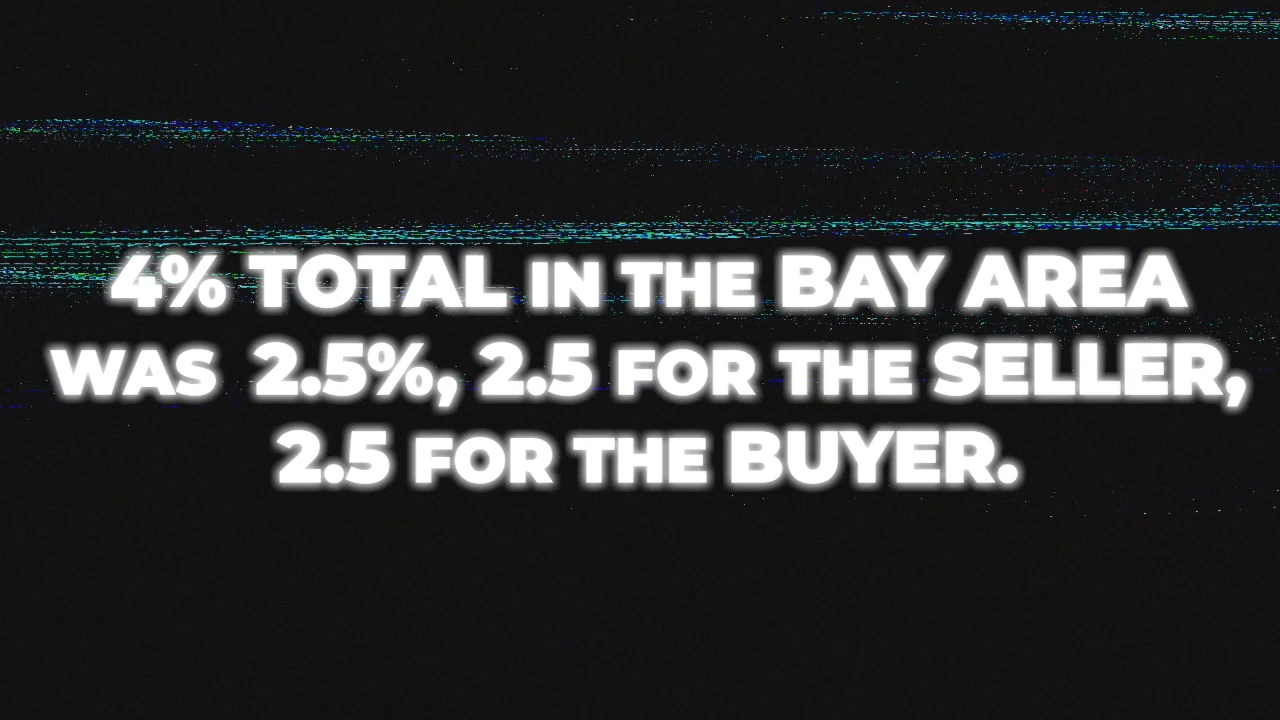 4% TOTAL IN THE BAY AREA
WAS 2.5%, 2.5 FOR THE SELLER,
2.5 FOR THE BUYER.